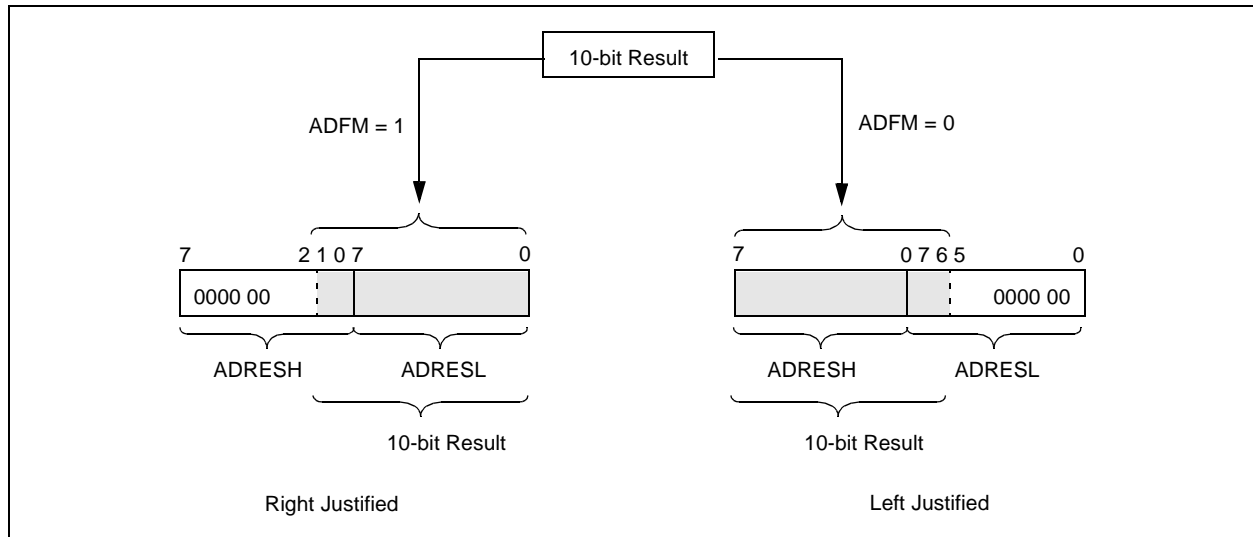 10-bit Result
ADFM = 1
ADFM = 0
7 2 1 0 7 0
0000 00
ADRESH ADRESL
10-bit Result
Right Justified
7 0 7 6 5 0
0000 00
ADRESH ADRESL
10-bit Result
Left Justified